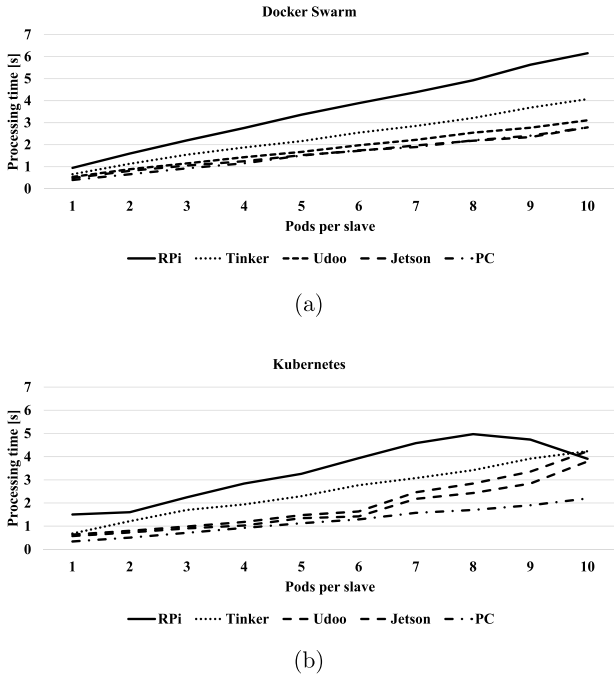 Docker Swarm
Processing time [s]
7
6
5
4
3
2
1
0
1 2 3 4 5 6 7 8 9 10
Pods per slave
RPi Tinker Udoo Jetson PC
(a)
Kubernetes
Processing time [s]
7
6
5
4
3
2
1
0
1 2 3 4 5 6 7 8 9 10
Pods per slave
RPi Tinker Udoo Jetson PC
(b)